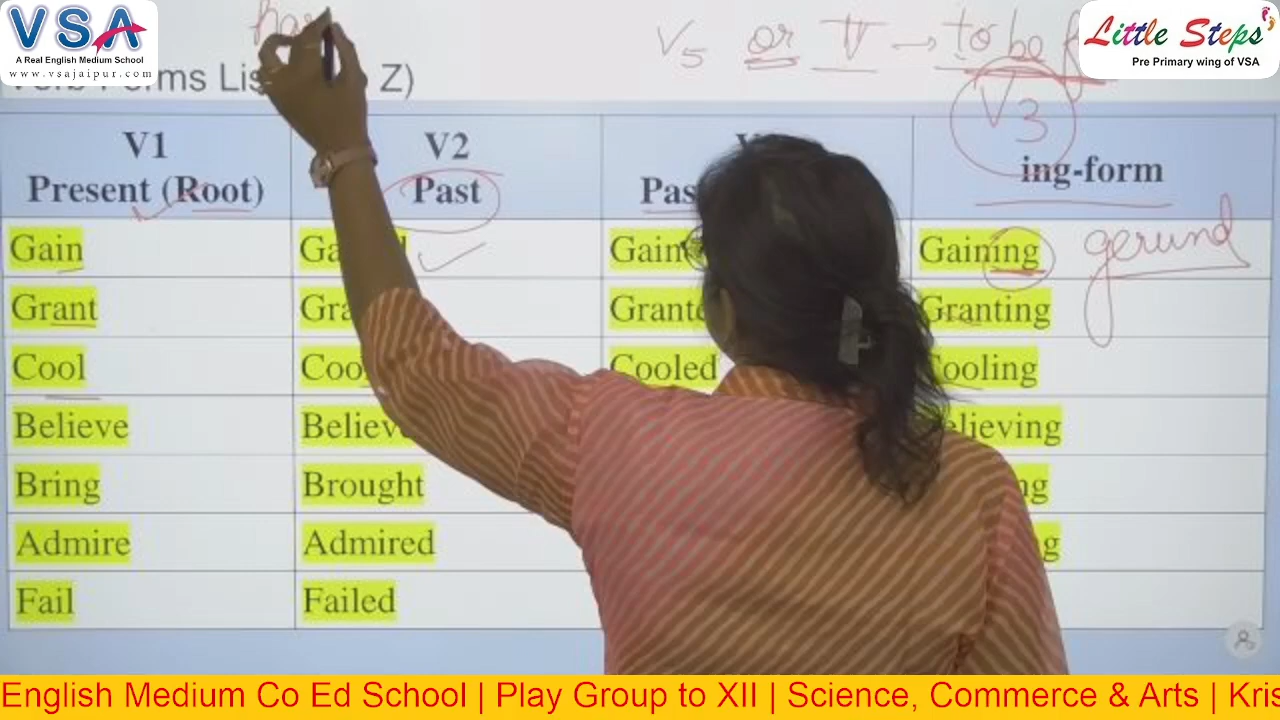 VSA
A Real English Medium School
www.vsajaipur.com
V5 or IV → to be
V3
Little Steps
Pre Primary wing of VSA
Z)
V1
Present (Root)
V2
Past
ing-form
Gain
Gaining gerund
Grant
Granting
Cool
Cooled
Believe
Bring
Brought
Admire
Admired
Fail
Failed
English Medium Co Ed School | Play Group to XII | Science, Commerce & Arts |